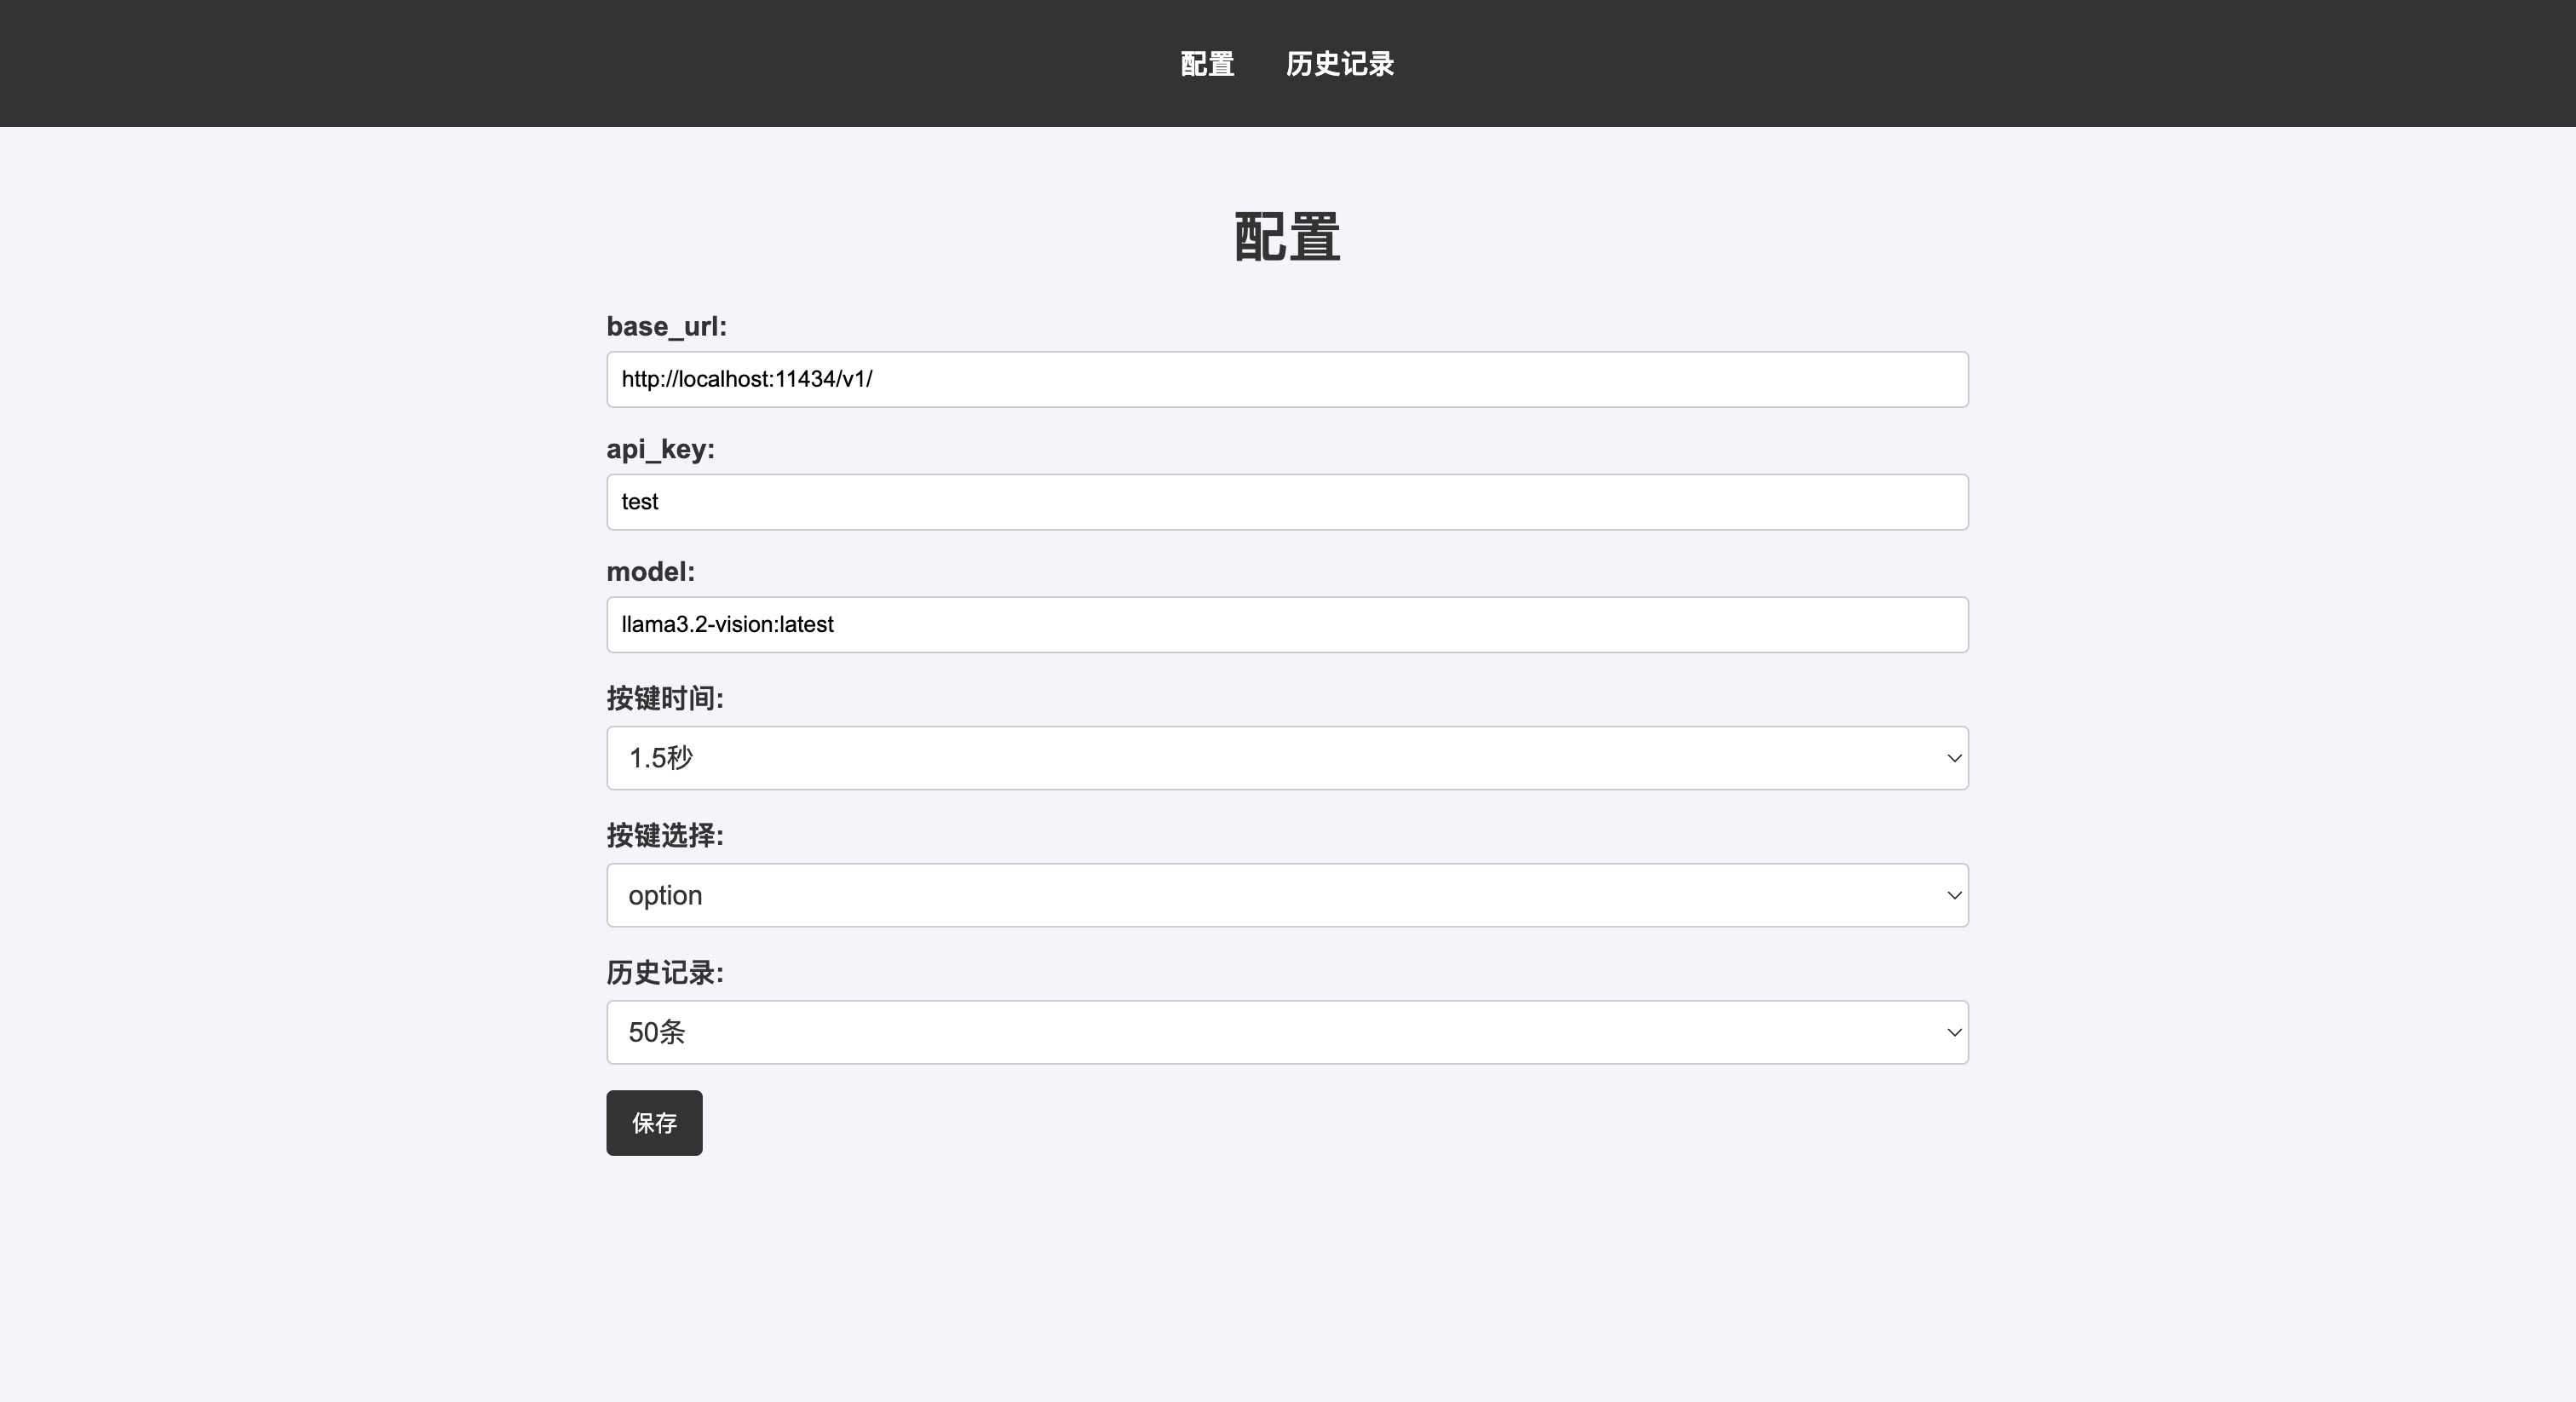 配置 历史记录
配置
base_url:
http://localhost:11434/v1/
api_key:
test
model:
llama3.2-vision:latest
按键时间:
1.5秒
按键选择:
option
历史记录:
50条
保存